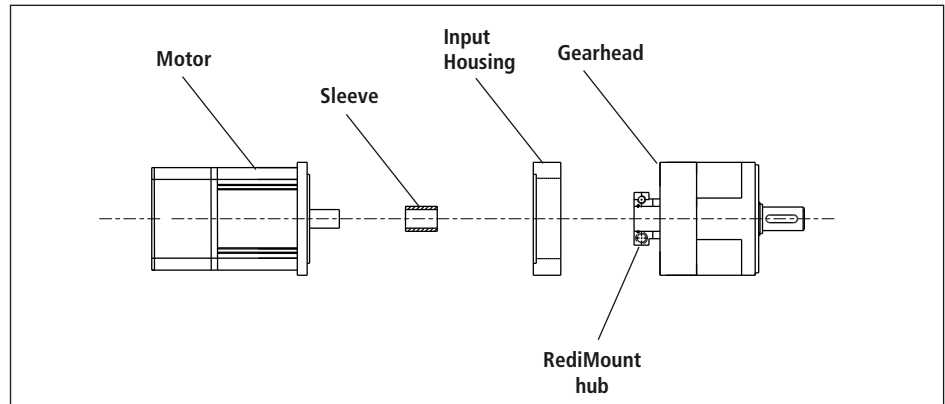 Motor
Sleeve
Input
Housing
Gearhead
RediMount
hub